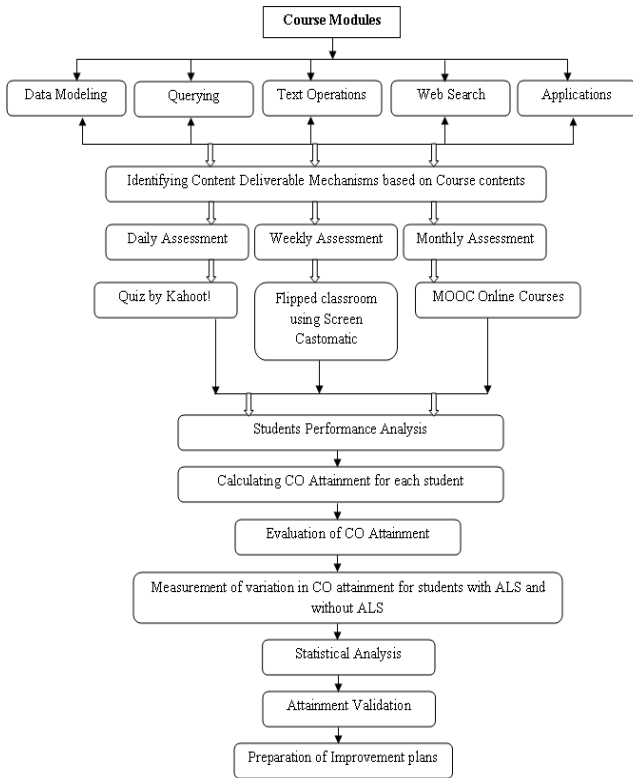 Course Modules
Data Modeling
Querying
Text Operations
Web Search
Applications
Identifying Content Deliverable Mechanisms based on Course contents
Daily Assessment
Weekly Assessment
Monthly Assessment
Quiz by Kahoot!
Flipped classroom
using Screen
Castomatic
MOOC Online Courses
Students Performance Analysis
Calculating CO Attainment for each student
Evaluation of CO Attainment
Measurement of variation in CO attainment for students with ALS and
without ALS
Statistical Analysis
Attainment Validation
Preparation of Improvement plans